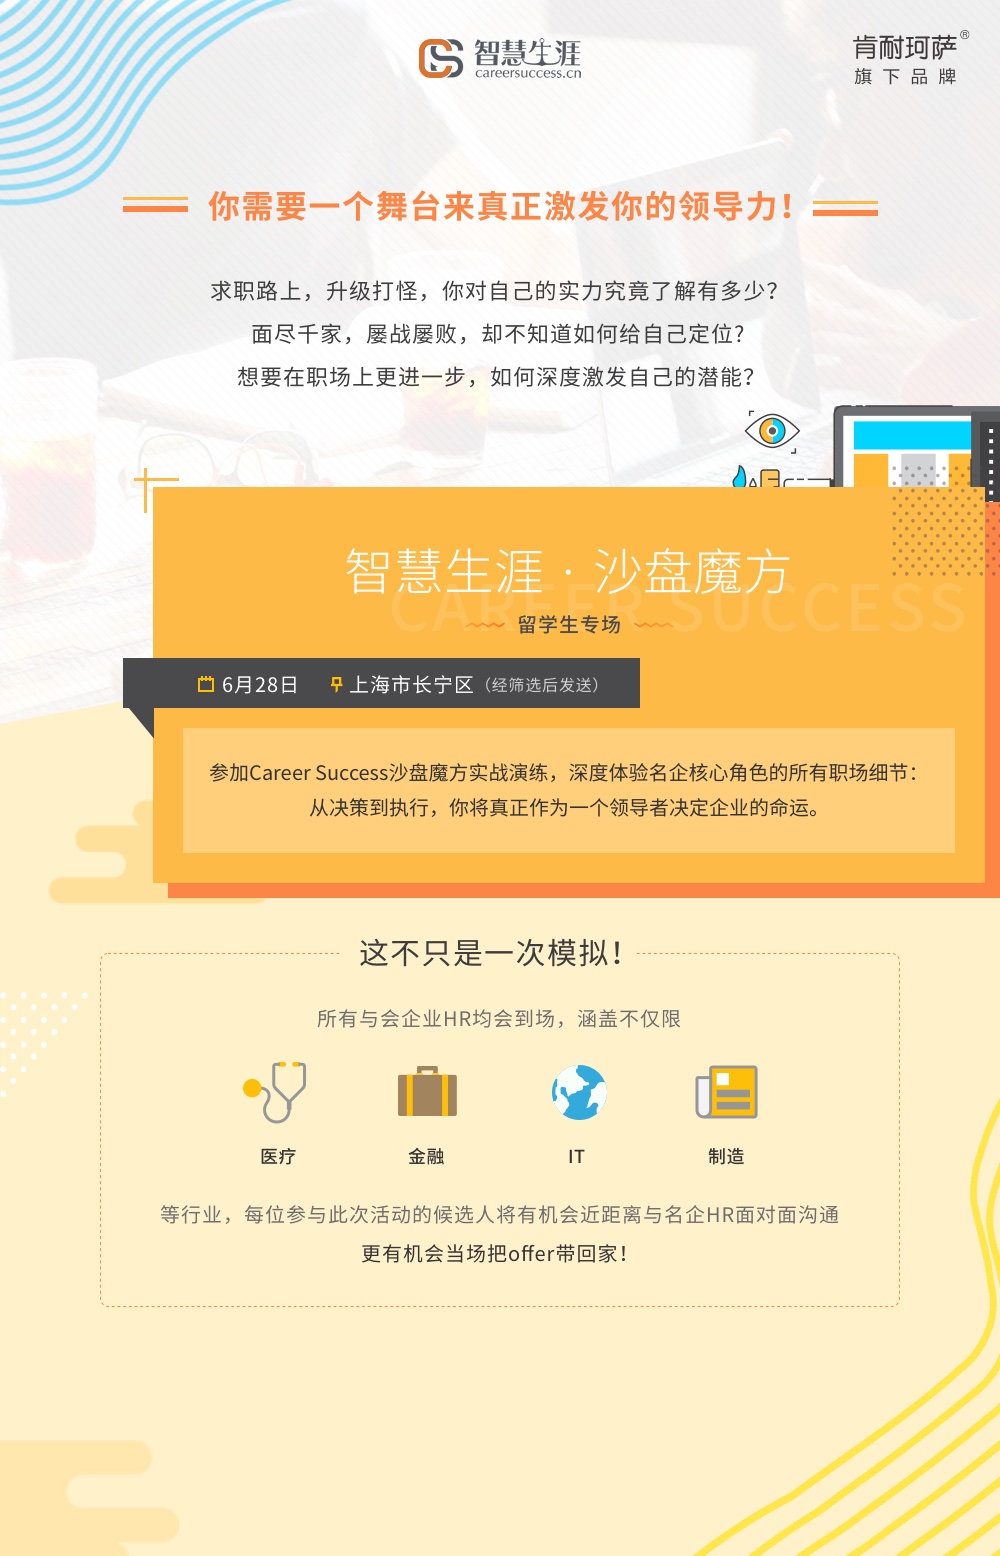 CS 智慧生涯
careersuccess.cn
肯耐珂萨®
旗下品牌
你需要一个舞台来真正激发你的领导力！
求职路上，升级打怪，你对自己的实力究竟了解有多少？
面尽千家，屡战屡败，却不知道如何给自己定位？
想要在职场上更进一步，如何深度激发自己的潜能？
智慧生涯 · 沙盘魔方
CAREER SUCCESS
留学生专场
6月28日 上海市长宁区（经筛选后发送）
参加Career Success沙盘魔方实战演练，深度体验名企核心角色的所有职场细节：
从决策到执行，你将真正作为一个领导者决定企业的命运。
这不只是一次模拟！
所有与会企业HR均会到场，涵盖不仅限
医疗 金融 IT 制造
等行业，每位参与此次活动的候选人将有机会近距离与名企HR面对面沟通
更有机会当场把offer带回家！